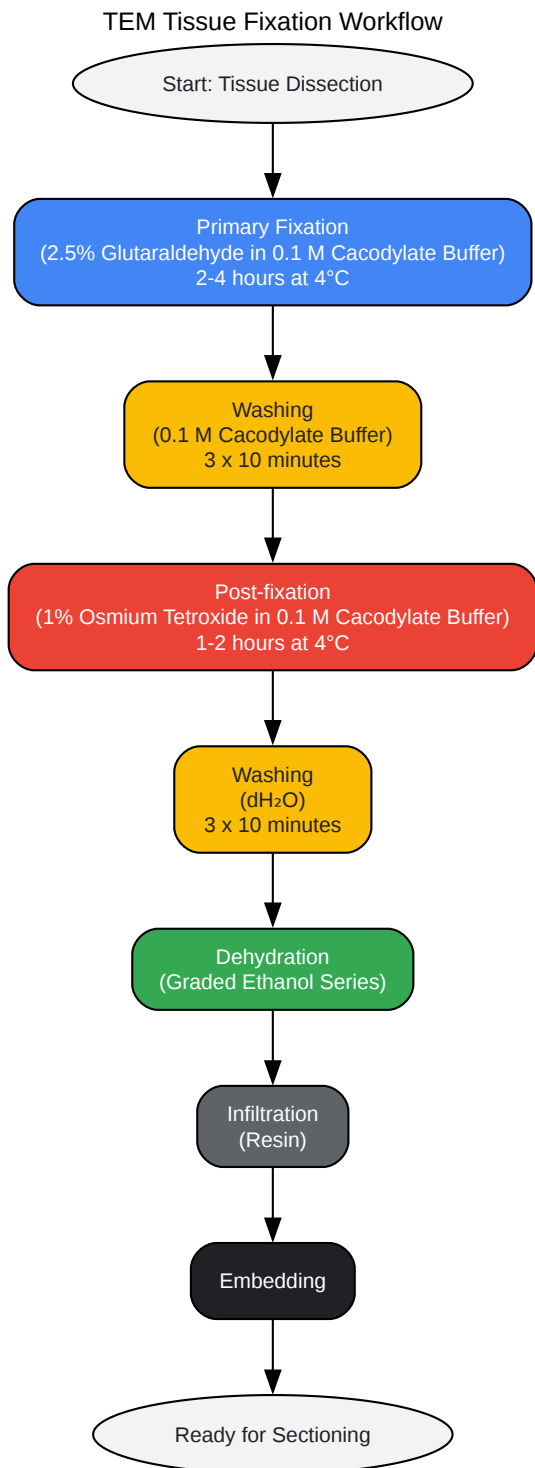 TEM Tissue Fixation Workflow
Start: Tissue Dissection
Primary Fixation
(2.5% Glutaraldehyde in 0.1 M Cacodylate Buffer)
2-4 hours at 4°C
Washing
(0.1 M Cacodylate Buffer)
3 x 10 minutes
Post-fixation
(1% Osmium Tetroxide in 0.1 M Cacodylate Buffer)
1-2 hours at 4°C
Washing
(dH₂O)
3 x 10 minutes
Dehydration
(Graded Ethanol Series)
Infiltration
(Resin)
Embedding
Ready for Sectioning